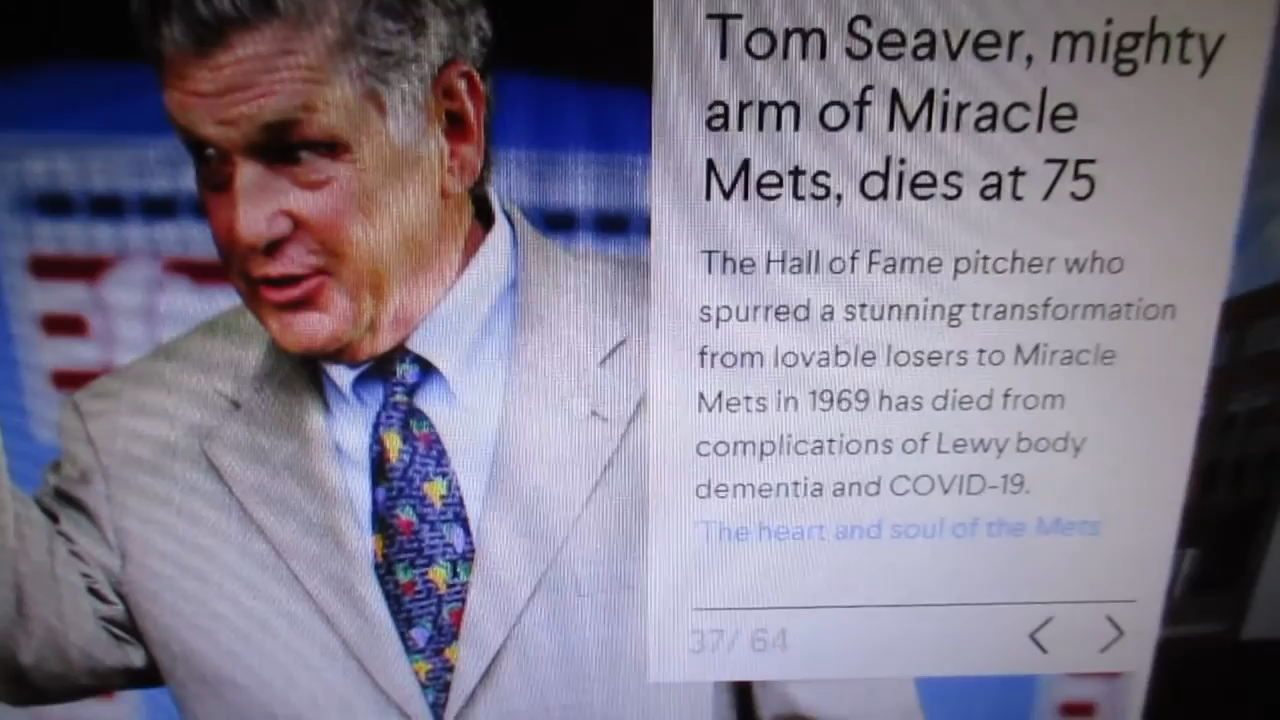 Tom Seaver, mighty
arm of Miracle
Mets, dies at 75
The Hall of Fame pitcher who
spurred a stunning transformation
from lovable losers to Miracle
Mets in 1969 has died from
complications of Lewy body
dementia and COVID-19.
'The heart and soul of the Mets'
37/ 64